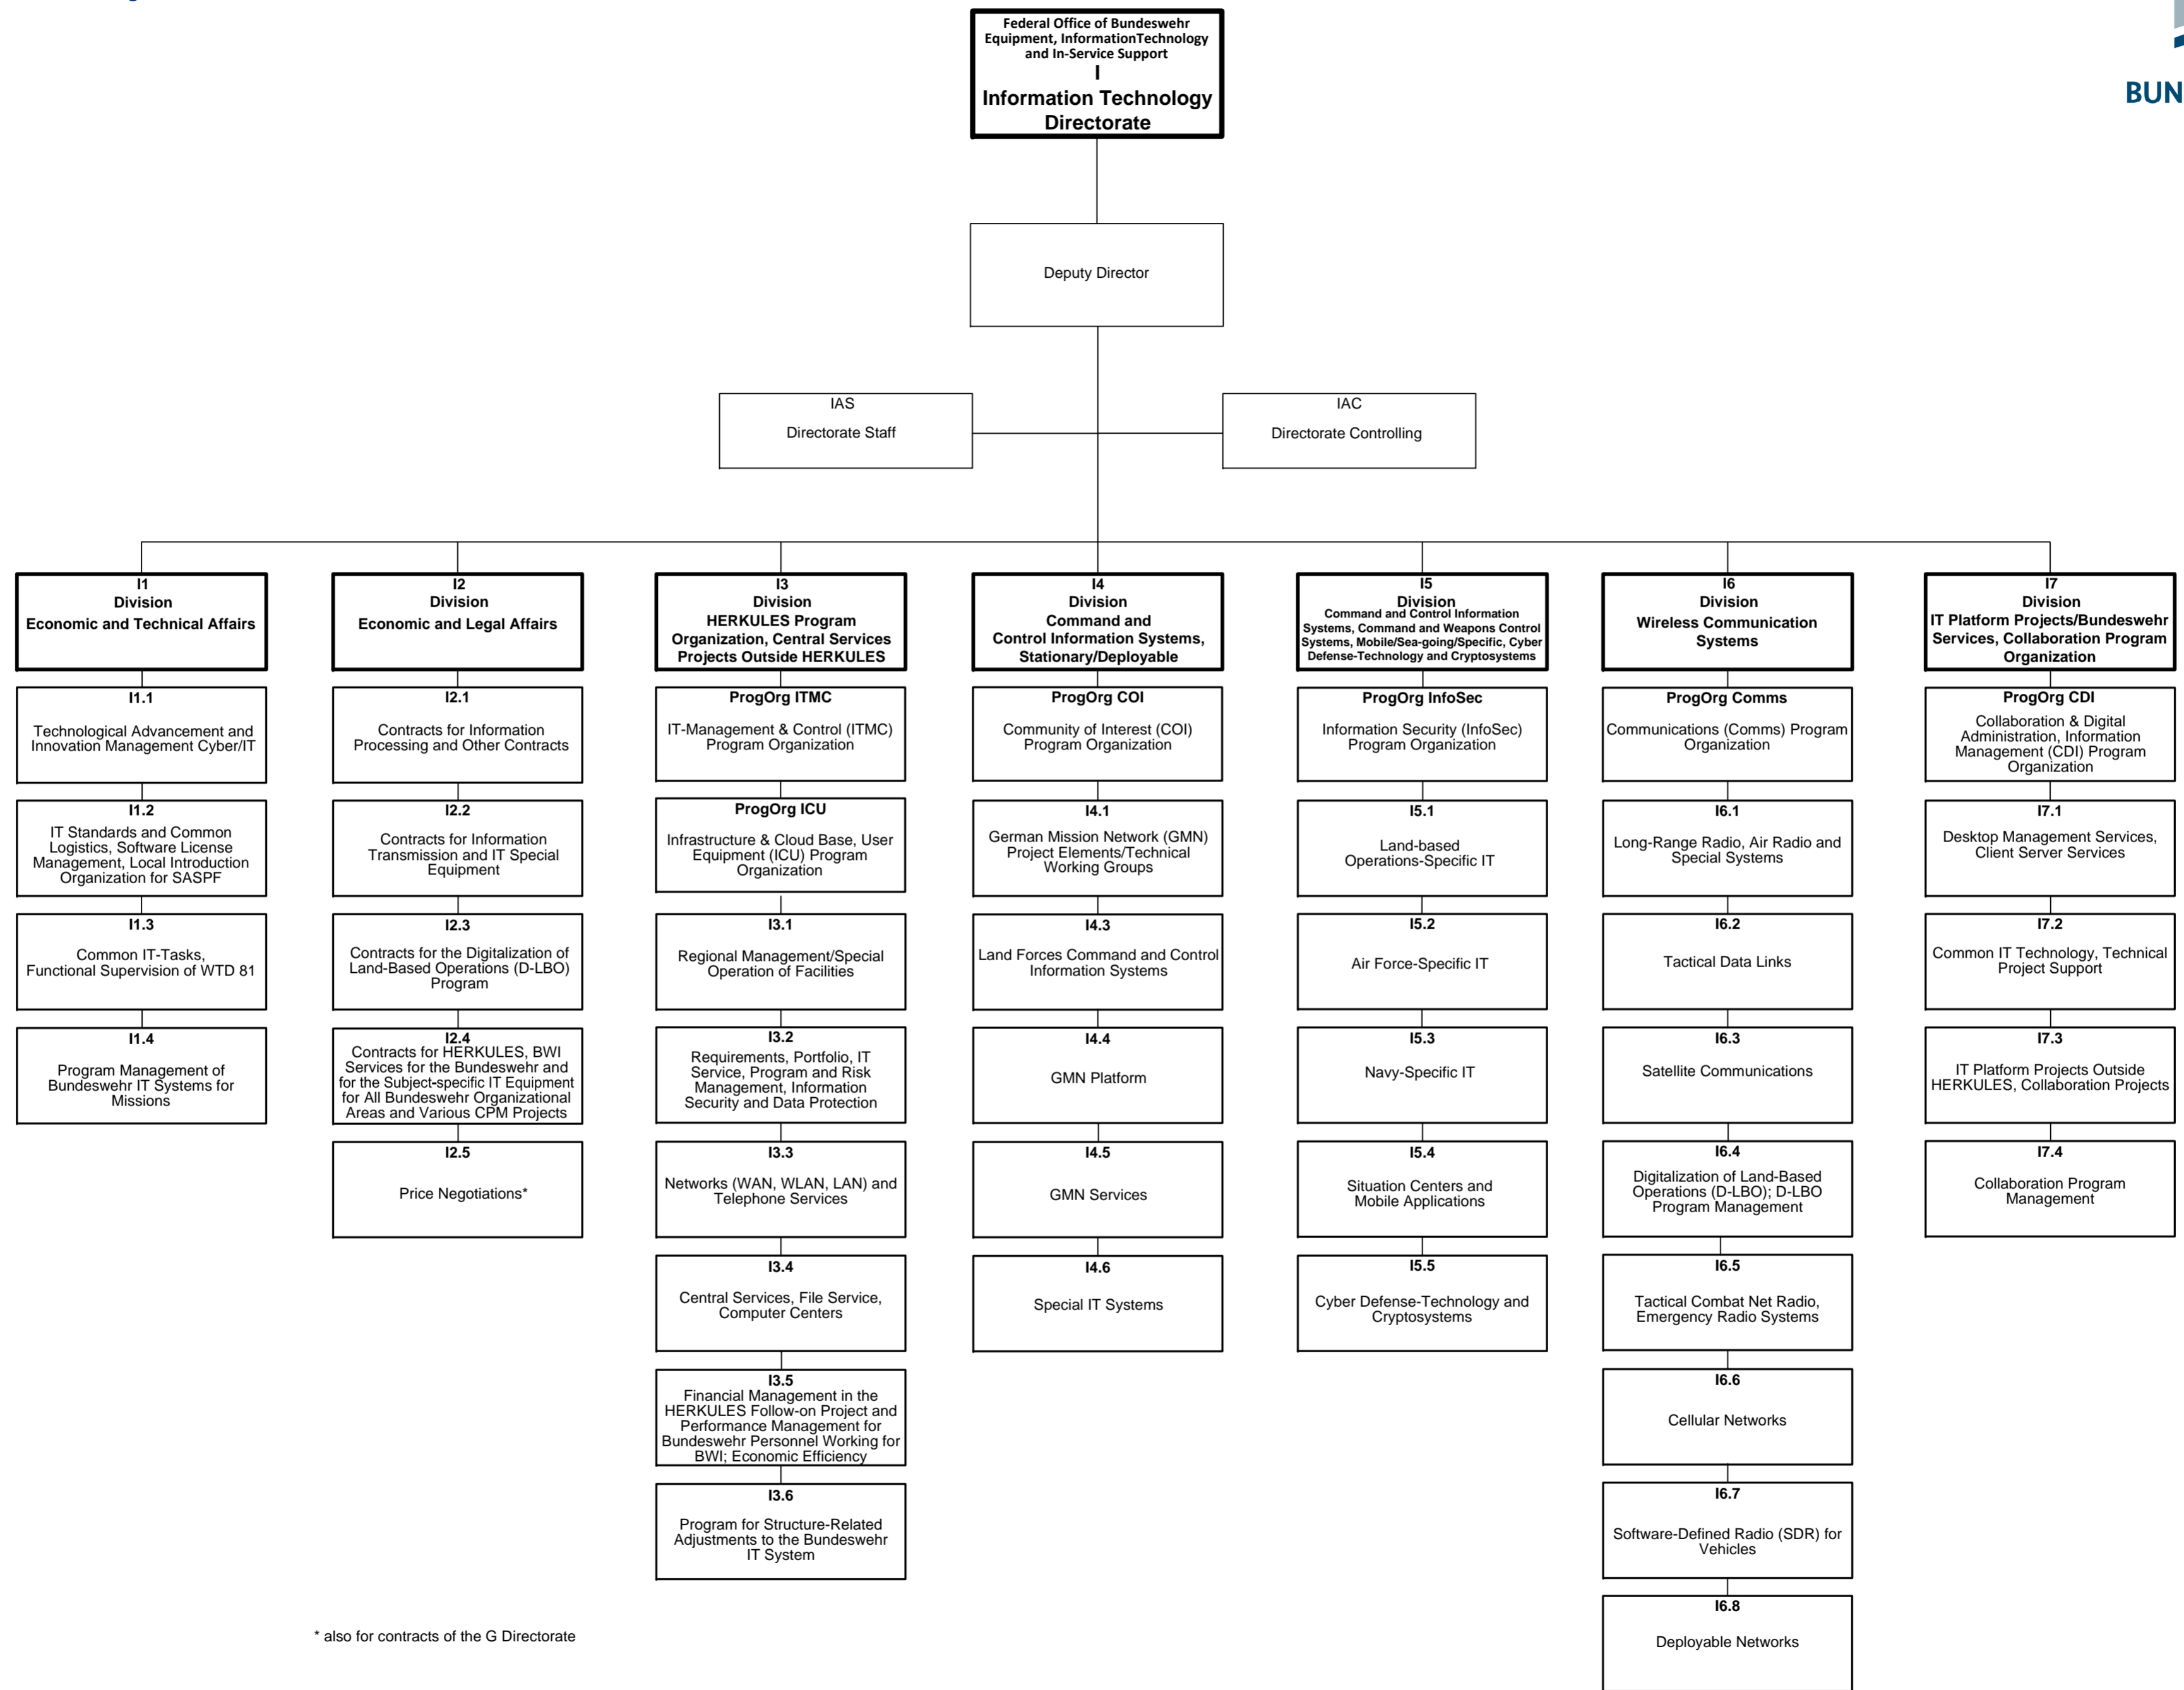 Federal Office of Bundeswehr
Equipment, InformationTechnology
and In-Service Support
I
Information Technology
Directorate
BUN
Deputy Director
IAS
Directorate Staff
IAC
Directorate Controlling
I1
Division
Economic and Technical Affairs
I1.1
Technological Advancement and
Innovation Management Cyber/IT
I1.2
IT Standards and Common
Logistics, Software License
Management, Local Introduction
Organization for SASPF
I1.3
Common IT-Tasks,
Functional Supervision of WTD 81
I1.4
Program Management of
Bundeswehr IT Systems for
Missions
I2
Division
Economic and Legal Affairs
I2.1
Contracts for Information
Processing and Other Contracts
I2.2
Contracts for Information
Transmission and IT Special
Equipment
I2.3
Contracts for the Digitalization of
Land-Based Operations (D-LBO)
Program
I2.4
Contracts for HERKULES, BWI
Services for the Bundeswehr and
for the Subject-specific IT Equipment
for All Bundeswehr Organizational
Areas and Various CPM Projects
I2.5
Price Negotiations*
I3
Division
HERKULES Program
Organization, Central Services
Projects Outside HERKULES
ProgOrg ITMC
IT-Management & Control (ITMC)
Program Organization
ProgOrg ICU
Infrastructure & Cloud Base, User
Equipment (ICU) Program
Organization
I3.1
Regional Management/Special
Operation of Facilities
I3.2
Requirements, Portfolio, IT
Service, Program and Risk
Management, Information
Security and Data Protection
I3.3
Networks (WAN, WLAN, LAN) and
Telephone Services
I3.4
Central Services, File Service,
Computer Centers
I3.5
Financial Management in the
HERKULES Follow-on Project and
Performance Management for
Bundeswehr Personnel Working for
BWI; Economic Efficiency
I3.6
Program for Structure-Related
Adjustments to the Bundeswehr
IT System
I4
Division
Command and
Control Information Systems,
Stationary/Deployable
ProgOrg COI
Community of Interest (COI)
Program Organization
I4.1
German Mission Network (GMN)
Project Elements/Technical
Working Groups
I4.3
Land Forces Command and Control
Information Systems
I4.4
GMN Platform
I4.5
GMN Services
I4.6
Special IT Systems
I5
Division
Command and Control Information
Systems, Command and Weapons Control
Systems, Mobile/Sea-going/Specific, Cyber
Defense-Technology and Cryptosystems
ProgOrg InfoSec
Information Security (InfoSec)
Program Organization
I5.1
Land-based
Operations-Specific IT
I5.2
Air Force-Specific IT
I5.3
Navy-Specific IT
I5.4
Situation Centers and
Mobile Applications
I5.5
Cyber Defense-Technology and
Cryptosystems
I6
Division
Wireless Communication
Systems
ProgOrg Comms
Communications (Comms) Program
Organization
I6.1
Long-Range Radio, Air Radio and
Special Systems
I6.2
Tactical Data Links
I6.3
Satellite Communications
I6.4
Digitalization of Land-Based
Operations (D-LBO); D-LBO
Program Management
I6.5
Tactical Combat Net Radio,
Emergency Radio Systems
I6.6
Cellular Networks
I6.7
Software-Defined Radio (SDR) for
Vehicles
I6.8
Deployable Networks
I7
Division
IT Platform Projects/Bundeswehr
Services, Collaboration Program
Organization
ProgOrg CDI
Collaboration & Digital
Administration, Information
Management (CDI) Program
Organization
I7.1
Desktop Management Services,
Client Server Services
I7.2
Common IT Technology, Technical
Project Support
I7.3
IT Platform Projects Outside
HERKULES, Collaboration Projects
I7.4
Collaboration Program
Management
* also for contracts of the G Directorate